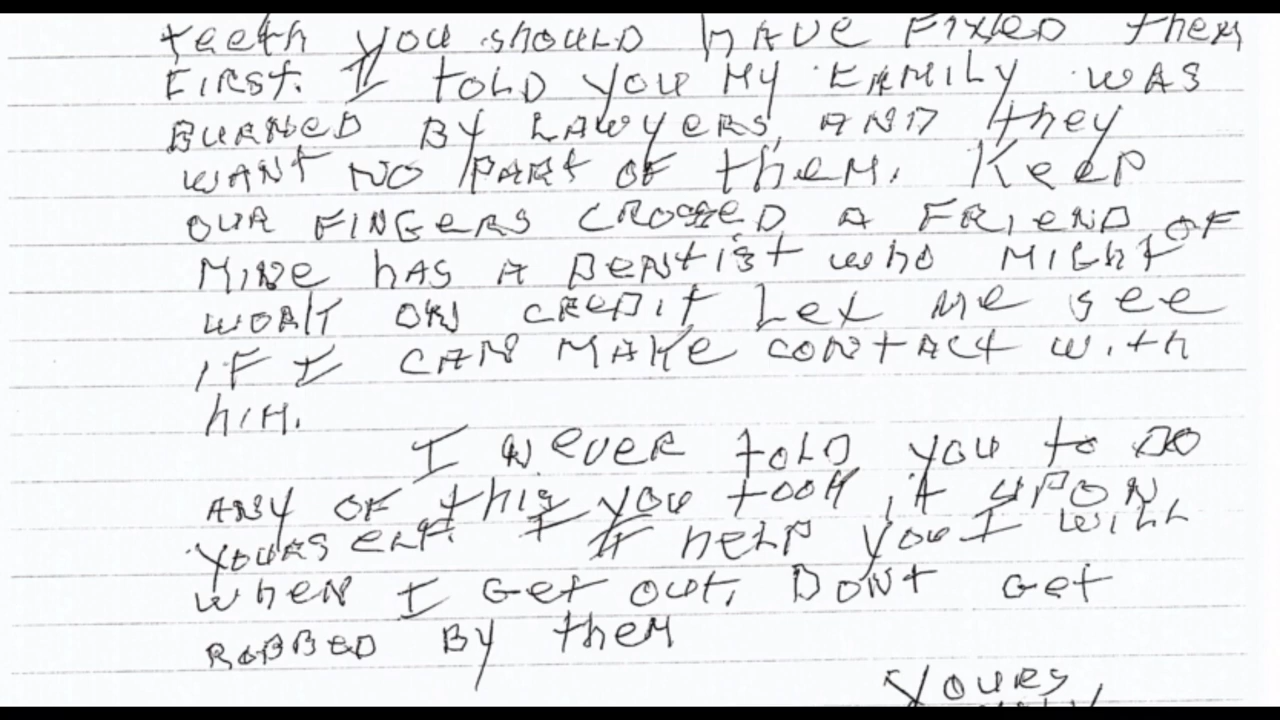 teeth you should have Fixed them
First. I told you my Family was
Burned by Lawyers, and they
want no part of them. Keep
our Fingers crossed a Friend of
mine has a Dentist who might
work on credit Let me see
iF I can make contact with
him.
I never told you to Do
any of this you took it upon
yourself. I help you I will
when I Get out, Dont Get
Robbed By them
Yours